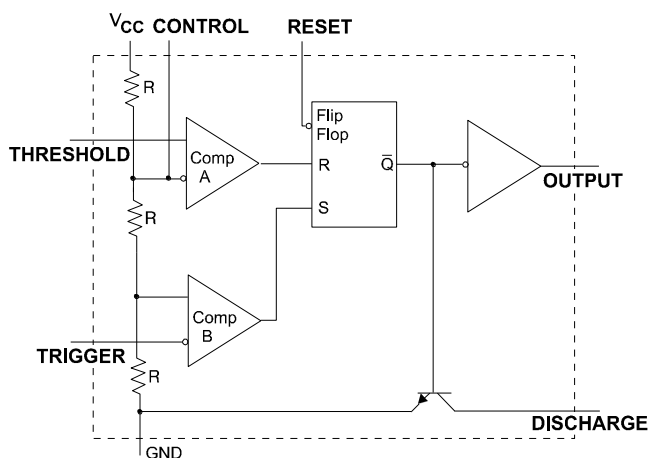 VCC CONTROL RESET
R
Flip
Flop
THRESHOLD
Comp
A
R
Q̅
OUTPUT
S
R
Comp
B
TRIGGER
R
DISCHARGE
GND